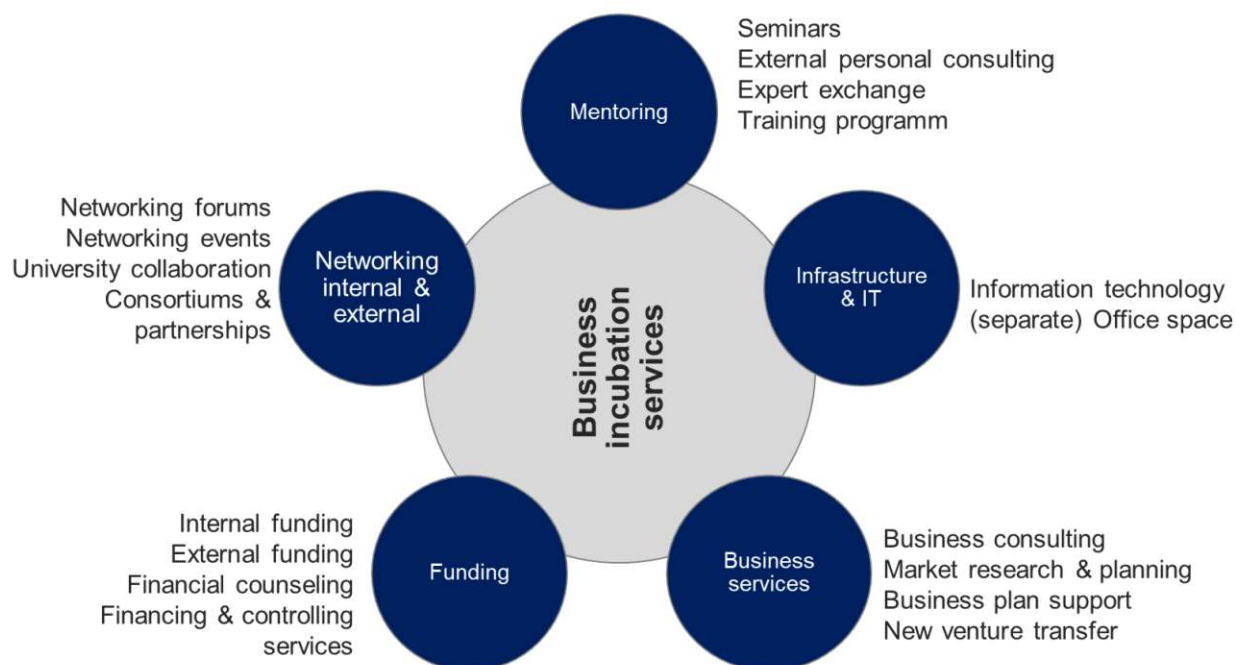 Mentoring
Seminars
External personal consulting
Expert exchange
Training programm
Infrastructure
& IT
Information technology
(separate) Office space
Business
services
Business consulting
Market research & planning
Business plan support
New venture transfer
Funding
Internal funding
External funding
Financial counseling
Financing & controlling
services
Networking
internal &
external
Networking forums
Networking events
University collaboration
Consortiums &
partnerships
Business
incubation
services